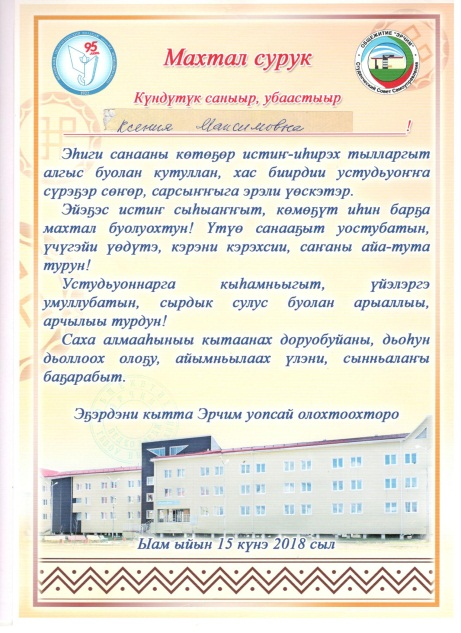 95
ОБЩЕЖИТИЕ "ЭРЧИМ"
Студенческий Совет Самоуправления
Махтал сурук
Күндүтүк саныыр, убаастыыр
Ксения Максимовна !
Эһиги санааны көтөҕөр истиҥ-иһирэх тылларгыт
алгыс буолан кутуллан, хас биирдии устудьуоҥҥа
сүрэҕэр сөҥөр, сарсыҥҥыга эрэли үөскэтэр.
Эйэҕэс истиҥ сыһыаҥҥыт, көмөҕүт иһин барҕа
махтал буолуохтун! Үтүө санааҕыт уостубатын,
үчүгэйи үөдүтэ, кэрэни кэрэхсии, саҥаны айа-тута
турун!
Устудьуоннарга кыһамньыгыт, үйэлэргэ
умуллубатын, сырдык сулус буолан арыаллыы,
арчылыы турдун!
Саха алмааһыныы кытаанах доруобуйаны, дьоһун
дьоллоох олоҕу, айымньылаах үлэни, сынньалаҥы
баҕарабыт.
Эҕэрдэни кытта Эрчим уопсай олохтоохторо
Ыам ыйын 15 күнэ 2018 сыл